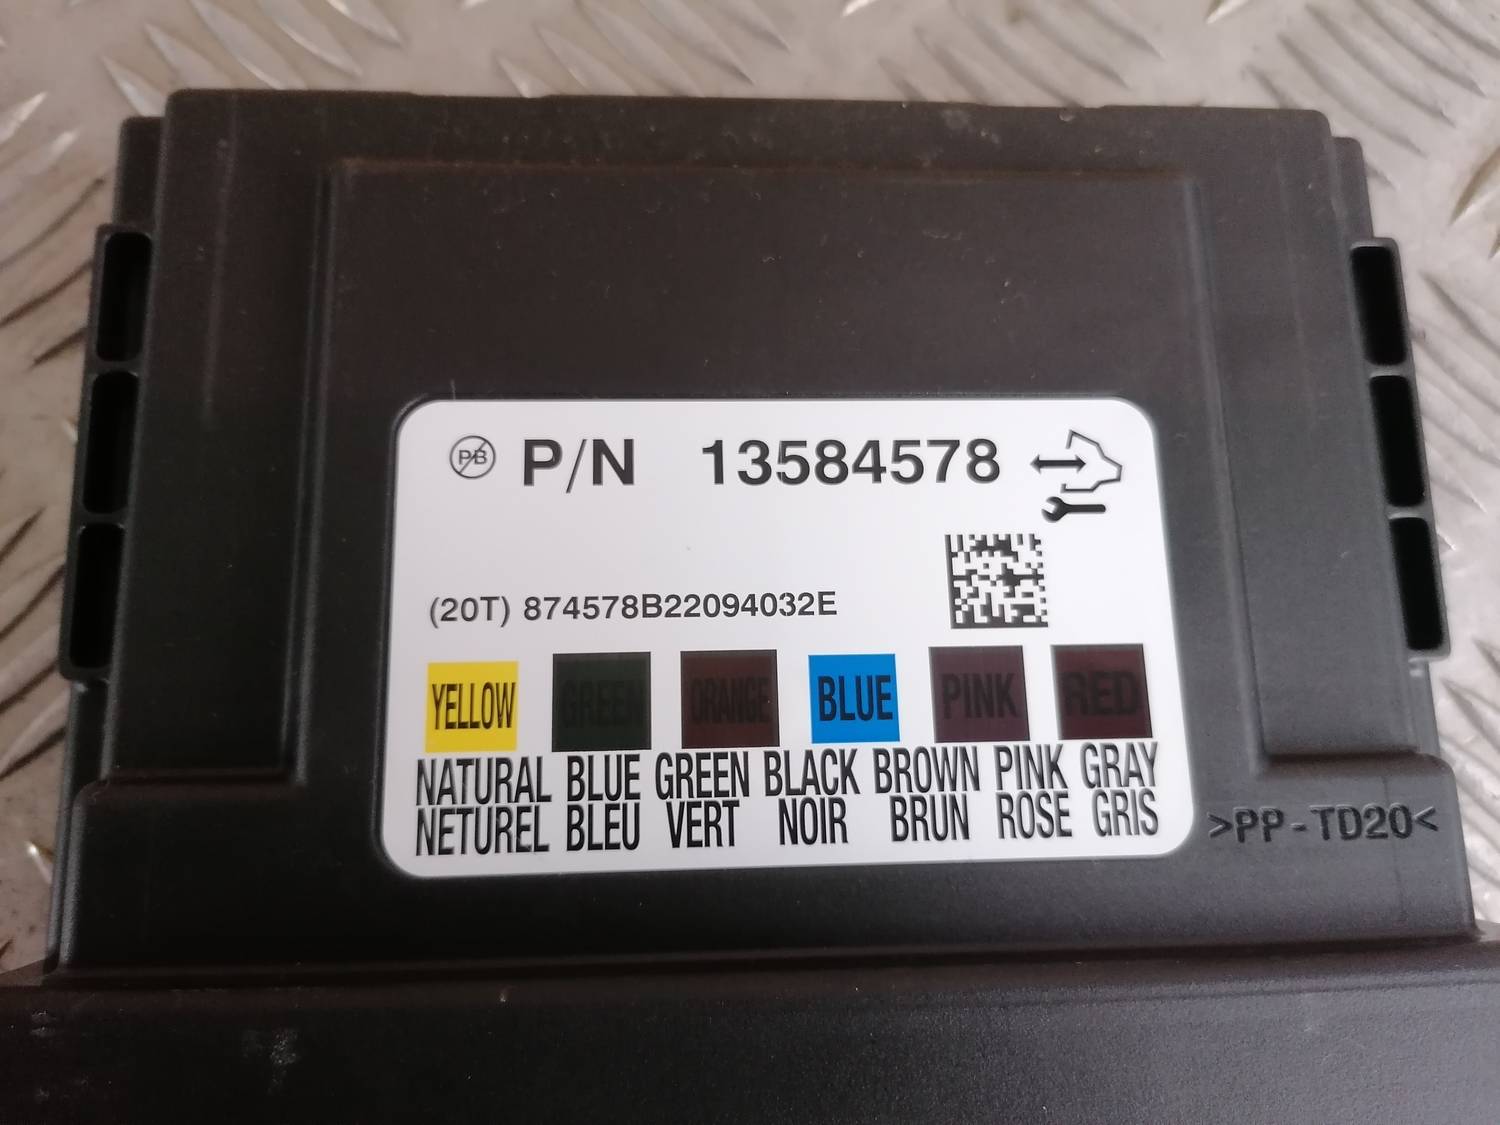 PB P/N 13584578
(20T) 874578B22094032E
YELLOW GREEN ORANGE BLUE PINK RED
NATURAL BLUE GREEN BLACK BROWN PINK GRAY
NETUREL BLEU VERT NOIR BRUN ROSE GRIS
>PP-TD20<